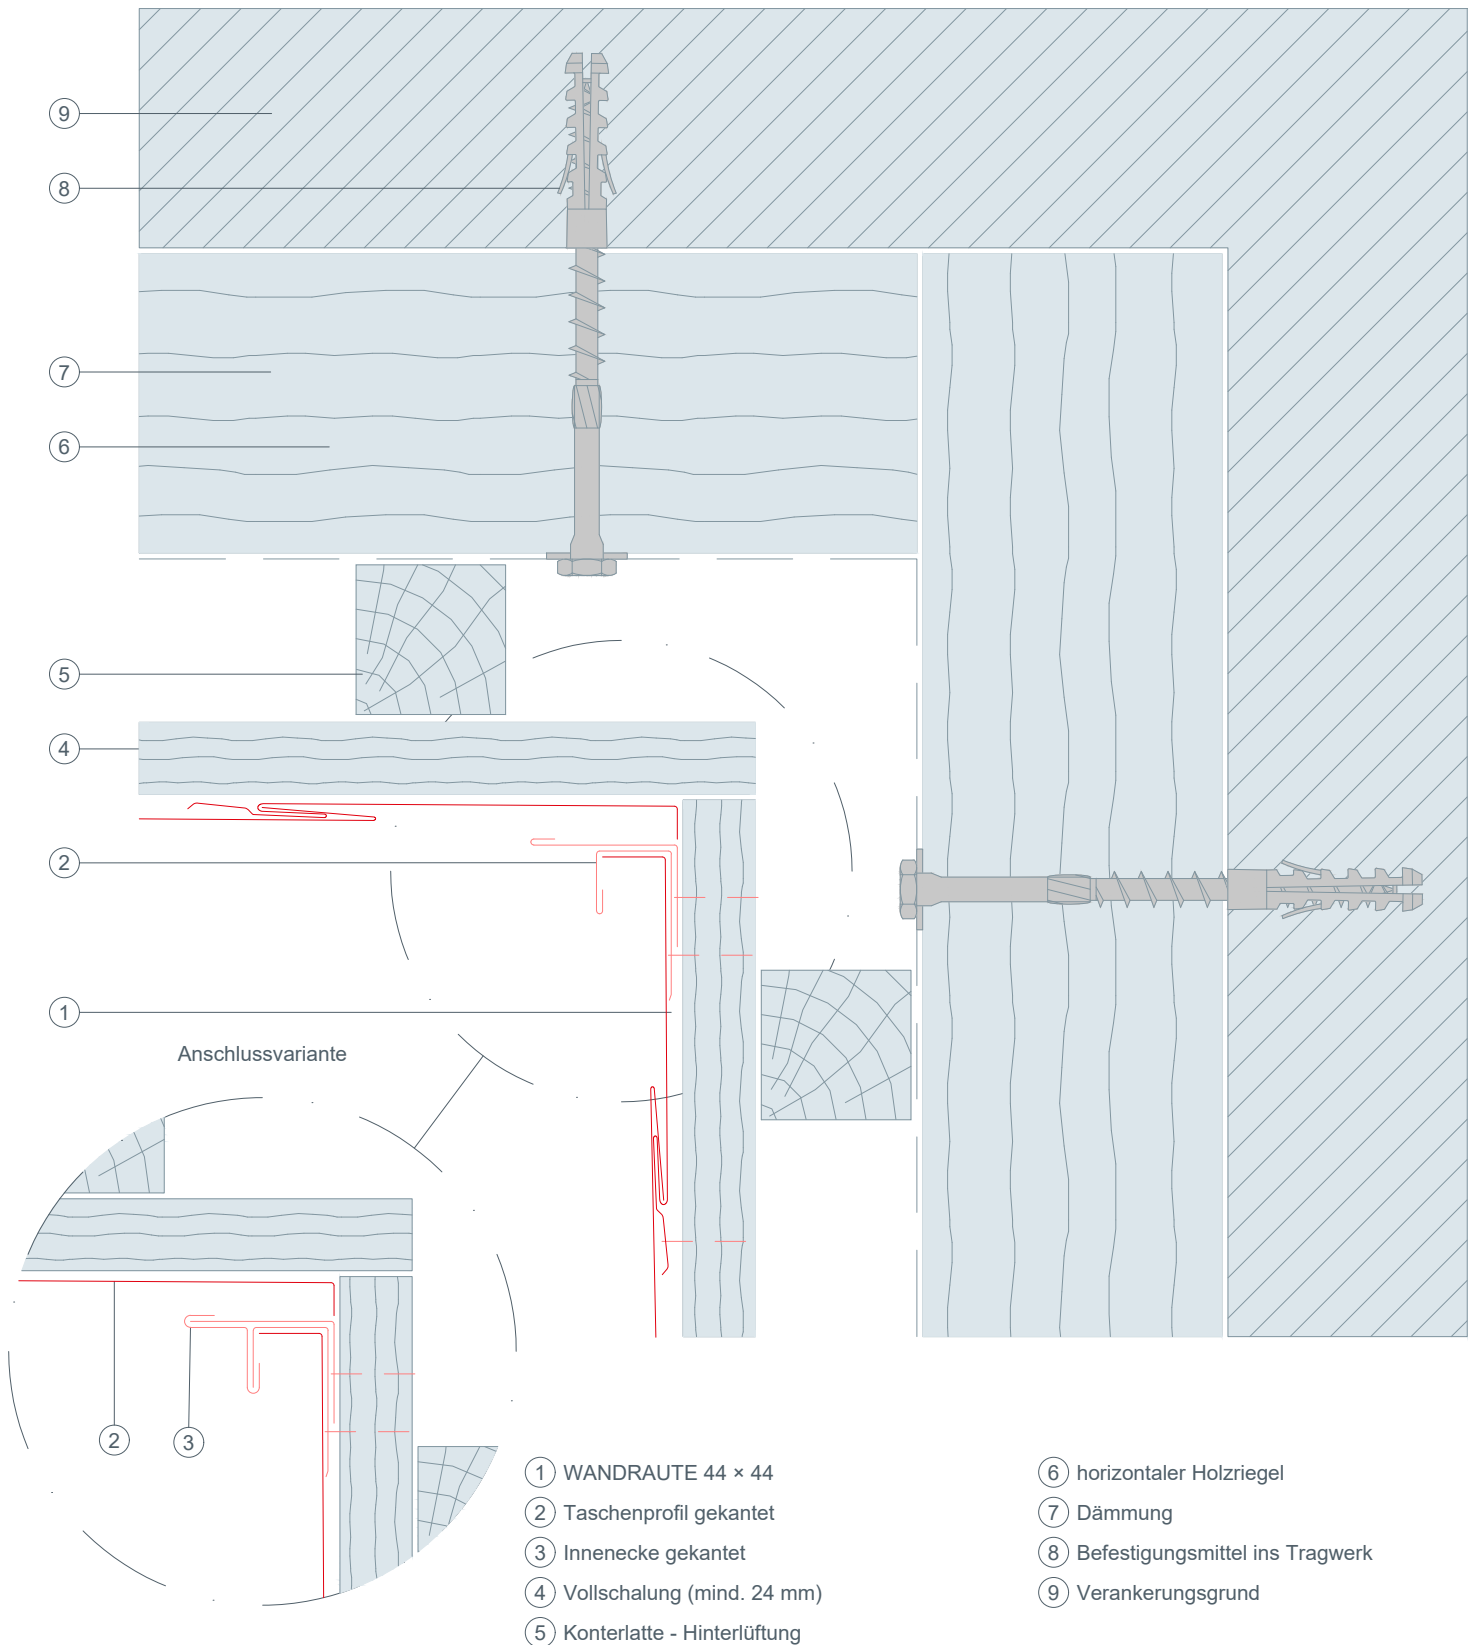 9
8
7
6
5
4
2
1
Anschlussvariante
2 3
1 WANDRAUTE 44 × 44
2 Taschenprofil gekantet
3 Innenecke gekantet
4 Vollschalung (mind. 24 mm)
5 Konterlatte - Hinterlüftung
6 horizontaler Holzriegel
7 Dämmung
8 Befestigungsmittel ins Tragwerk
9 Verankerungsgrund